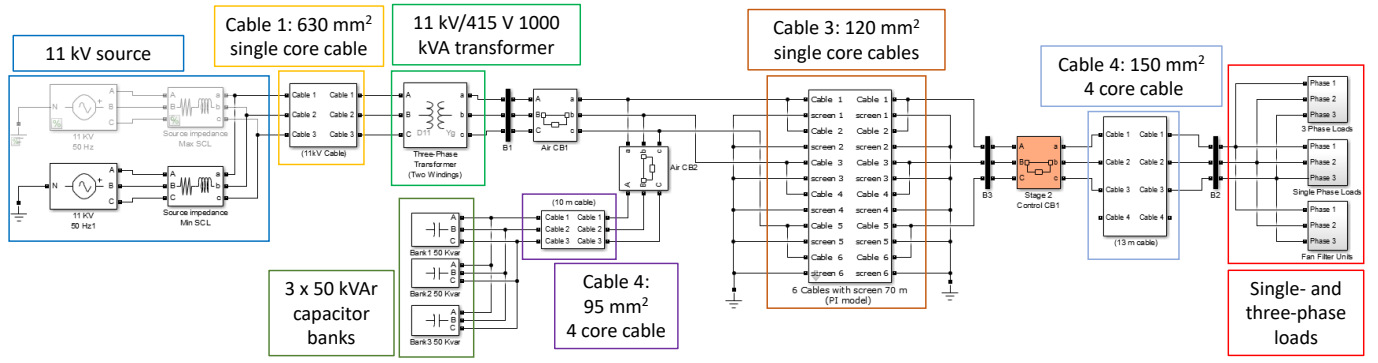 11 kV source
Cable 1: 630 mm²
single core cable
11 kV/415 V 1000
kVA transformer
Cable 3: 120 mm²
single core cables
Cable 4: 150 mm²
4 core cable
N
A
B
C
A
B
C
a
b
c
11 KV
50 Hz
Source impedance
Max SCL
N
A
B
C
A
B
C
a
b
c
11 KV
50 Hz1
Source impedance
Min SCL
Cable 1 Cable 1
Cable 2 Cable 2
Cable 3 Cable 3
(11kV Cable)
A
B
C
a
b
c
D11 Yg
Three-Phase
Transformer
(Two Windings)
B1
A
B
C
a
b
c
Air CB1
a b c
A B C
Air CB2
(10 m cable)
Cable 1 Cable 1
Cable 2 Cable 2
Cable 3 Cable 3
A
B
C
Bank1 50 Kvar
A
B
C
Bank2 50 Kvar
A
B
C
Bank3 50 Kvar
3 x 50 kVAr
capacitor
banks
Cable 4:
95 mm²
4 core cable
Cable 1 Cable 1
screen 1 screen 1
Cable 2 Cable 2
screen 2 screen 2
Cable 3 Cable 3
screen 3 screen 3
Cable 4 Cable 4
screen 4 screen 4
Cable 5 Cable 5
screen 5 screen 5
Cable 6 Cable 6
screen 6 screen 6
6 Cables with screen 70 m
(PI model)
B3
A
B
C
a
b
c
Stage 2
Control CB1
Cable 1 Cable 1
Cable 2 Cable 2
Cable 3 Cable 3
Cable 4 Cable 4
(13 m cable)
B2
Phase 1
Phase 2
Phase 3
3 Phase Loads
Phase 1
Phase 2
Phase 3
Single Phase Loads
Phase 1
Phase 2
Phase 3
Fan Filter Units
Single- and
three-phase
loads